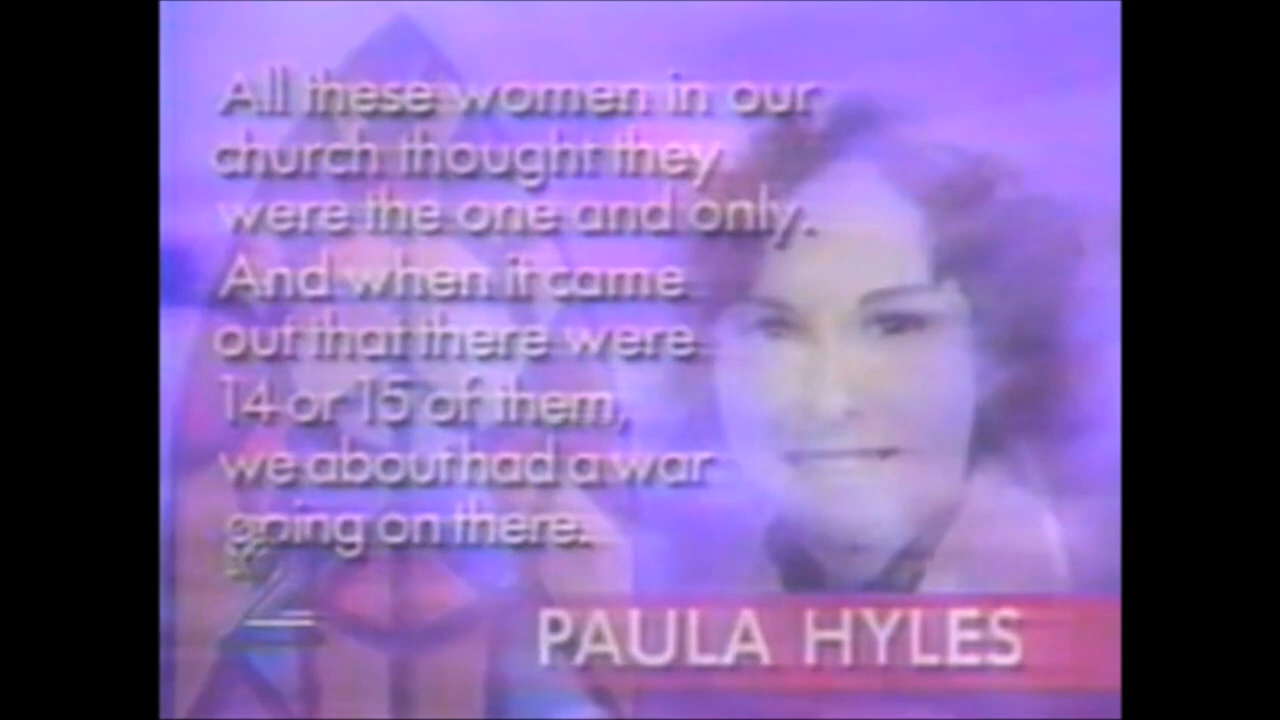 All these women in our
church thought they
were the one and only.
And when it came
out that there were
14 or 15 of them,
we about had a war
going on there.
2
PAULA HYLES